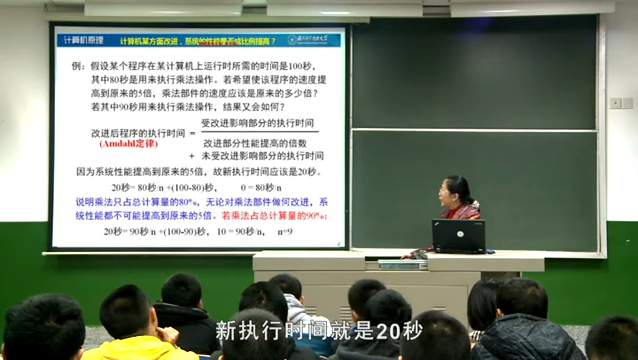 计算机原理
计算机某方面改进，系统的性能是否成比例提高？
例：假设某个程序在某计算机上运行时所需的时间是100秒，
其中80秒是用来执行乘法操作。若希望使该程序的速度提
高到原来的5倍，乘法部件的速度应该是原来的多少倍？
若其中90秒用来执行乘法操作，结果又会如何？
受改进影响部分的执行时间
改进后程序的执行时间 =
(Amdahl定律)
改进部分性能提高的倍数
+ 未受改进影响部分的执行时间
因为系统性能提高到原来的5倍，故新执行时间应该是20秒。
20秒= 80秒/n +(100-80)秒， 0 = 80秒/n
说明乘法只占总计算量的80%，无论对乘法部件做何改进，系
统性能都不可能提高到原来的5倍。若乘法占总计算量的90%：
20秒= 90秒/n +(100-90)秒， 10 = 90秒/n， n=9
新执行时间就是20秒